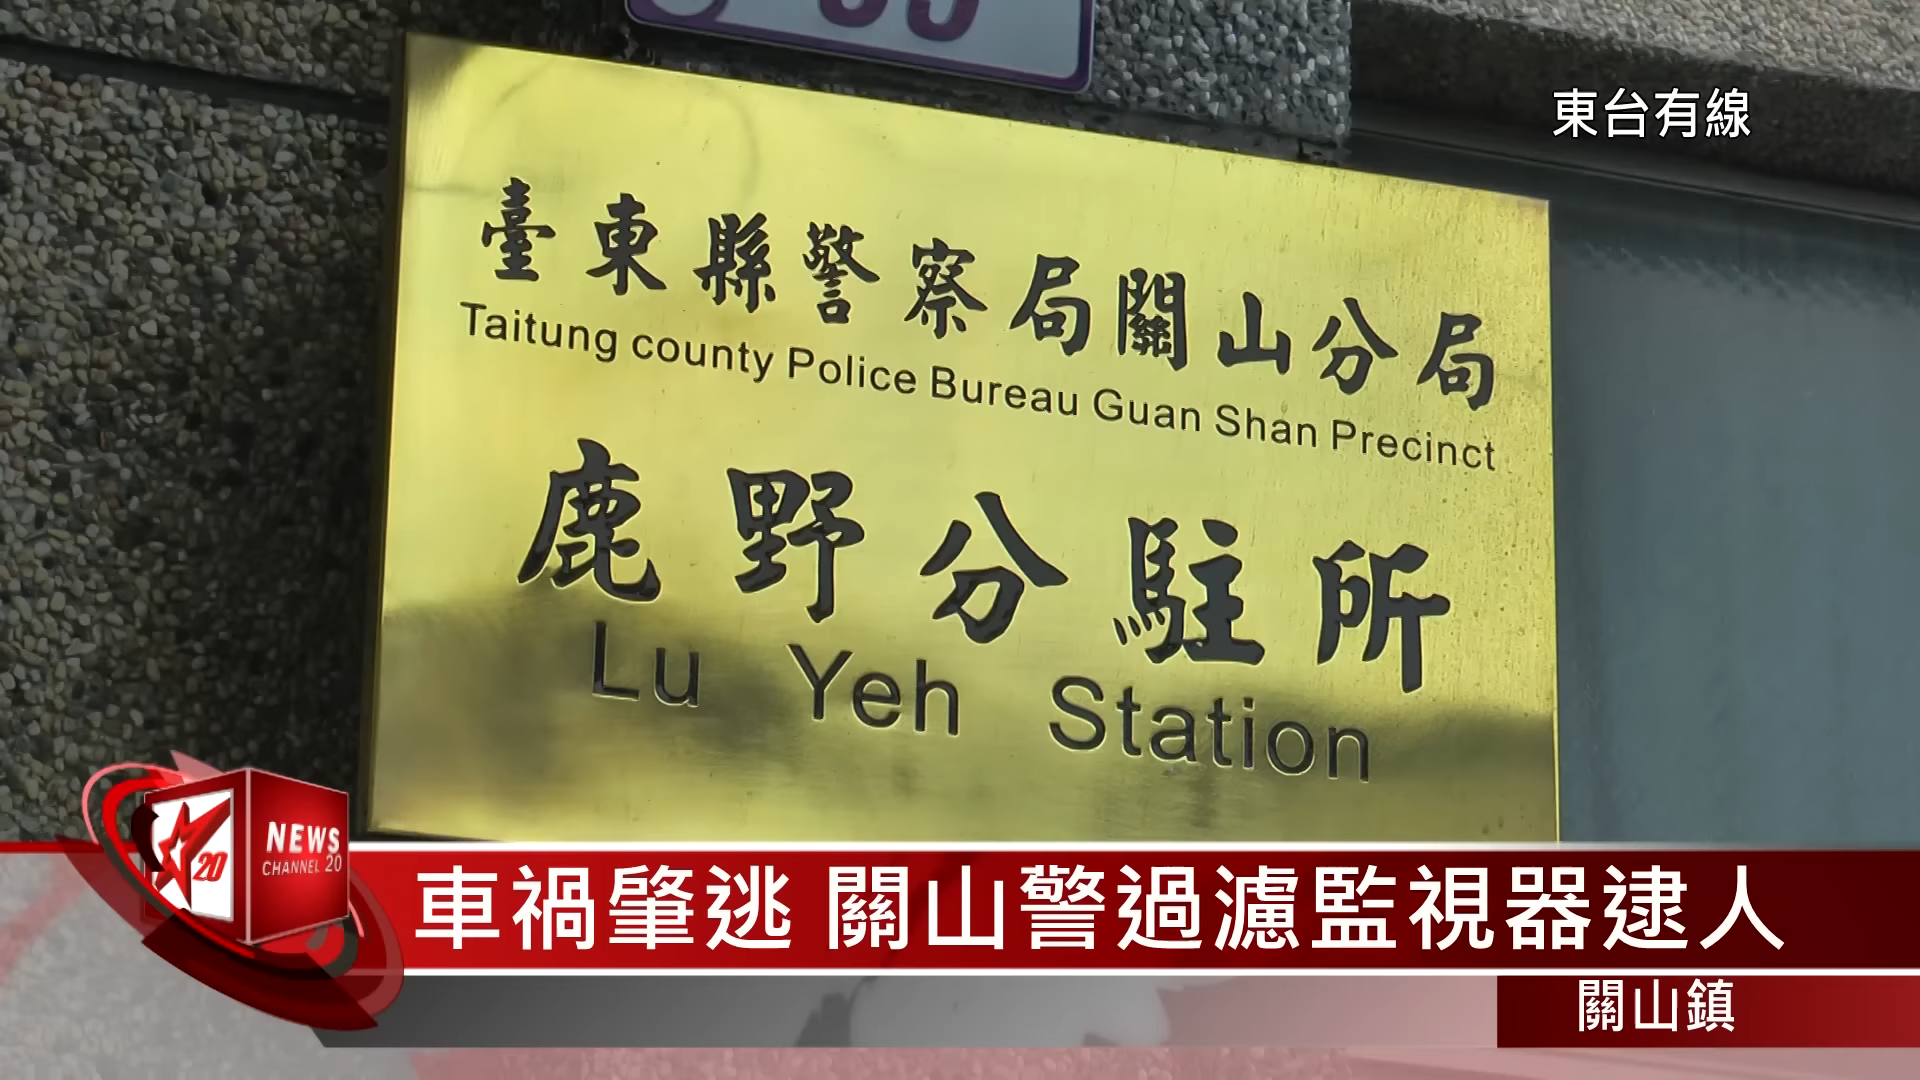 東台有線
臺東縣警察局關山分局
Taitung county Police Bureau Guan Shan Precinct
鹿野分駐所
Lu Yeh Station
20
NEWS
CHANNEL 20
車禍肇逃 關山警過濾監視器逮人
關山鎮